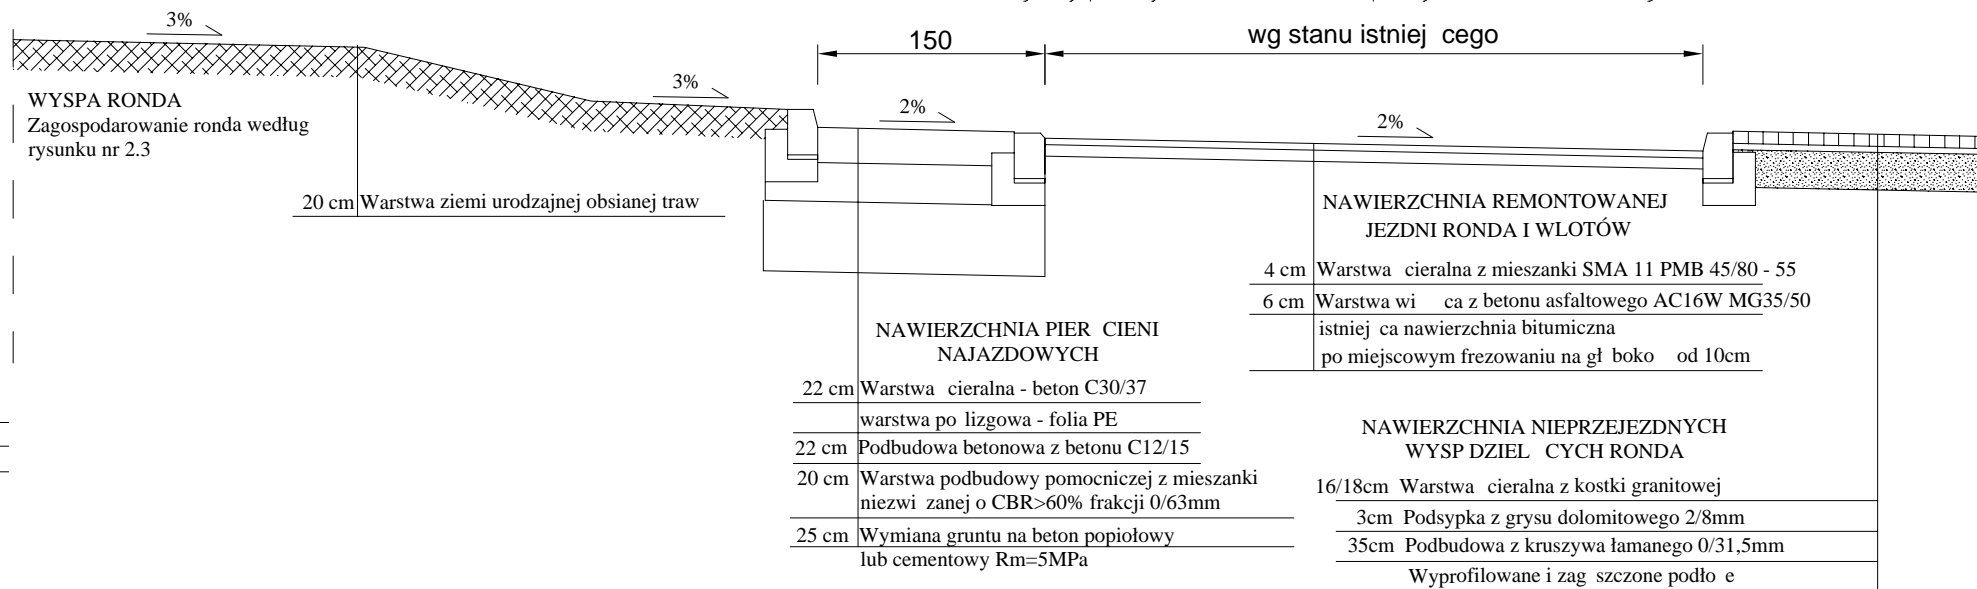 3%
150
wg stanu istniej cego
3%
2%
2%
WYSPA RONDA
Zagospodarowanie ronda według
rysunku nr 2.3
20 cm Warstwa ziemi urodzajnej obsianej traw
NAWIERZCHNIA REMONTOWANEJ
JEZDNI RONDA I WLOTÓW
4 cm Warstwa cieralna z mieszanki SMA 11 PMB 45/80 - 55
6 cm Warstwa wi ca z betonu asfaltowego AC16W MG35/50
istniej ca nawierzchnia bitumiczna
po miejscowym frezowaniu na gł boko od 10cm
NAWIERZCHNIA PIER CIENI
NAJAZDOWYCH
22 cm Warstwa cieralna - beton C30/37
warstwa po lizgowa - folia PE
22 cm Podbudowa betonowa z betonu C12/15
20 cm Warstwa podbudowy pomocniczej z mieszanki
niezwi zanej o CBR>60% frakcji 0/63mm
25 cm Wymiana gruntu na beton popiołowy
lub cementowy Rm=5MPa
NAWIERZCHNIA NIEPRZEJEZDNYCH
WYSP DZIEL CYCH RONDA
16/18cm Warstwa cieralna z kostki granitowej
3cm Podsypka z grysu dolomitowego 2/8mm
35cm Podbudowa z kruszywa łamanego 0/31,5mm
Wyprofilowane i zag szczone podło e